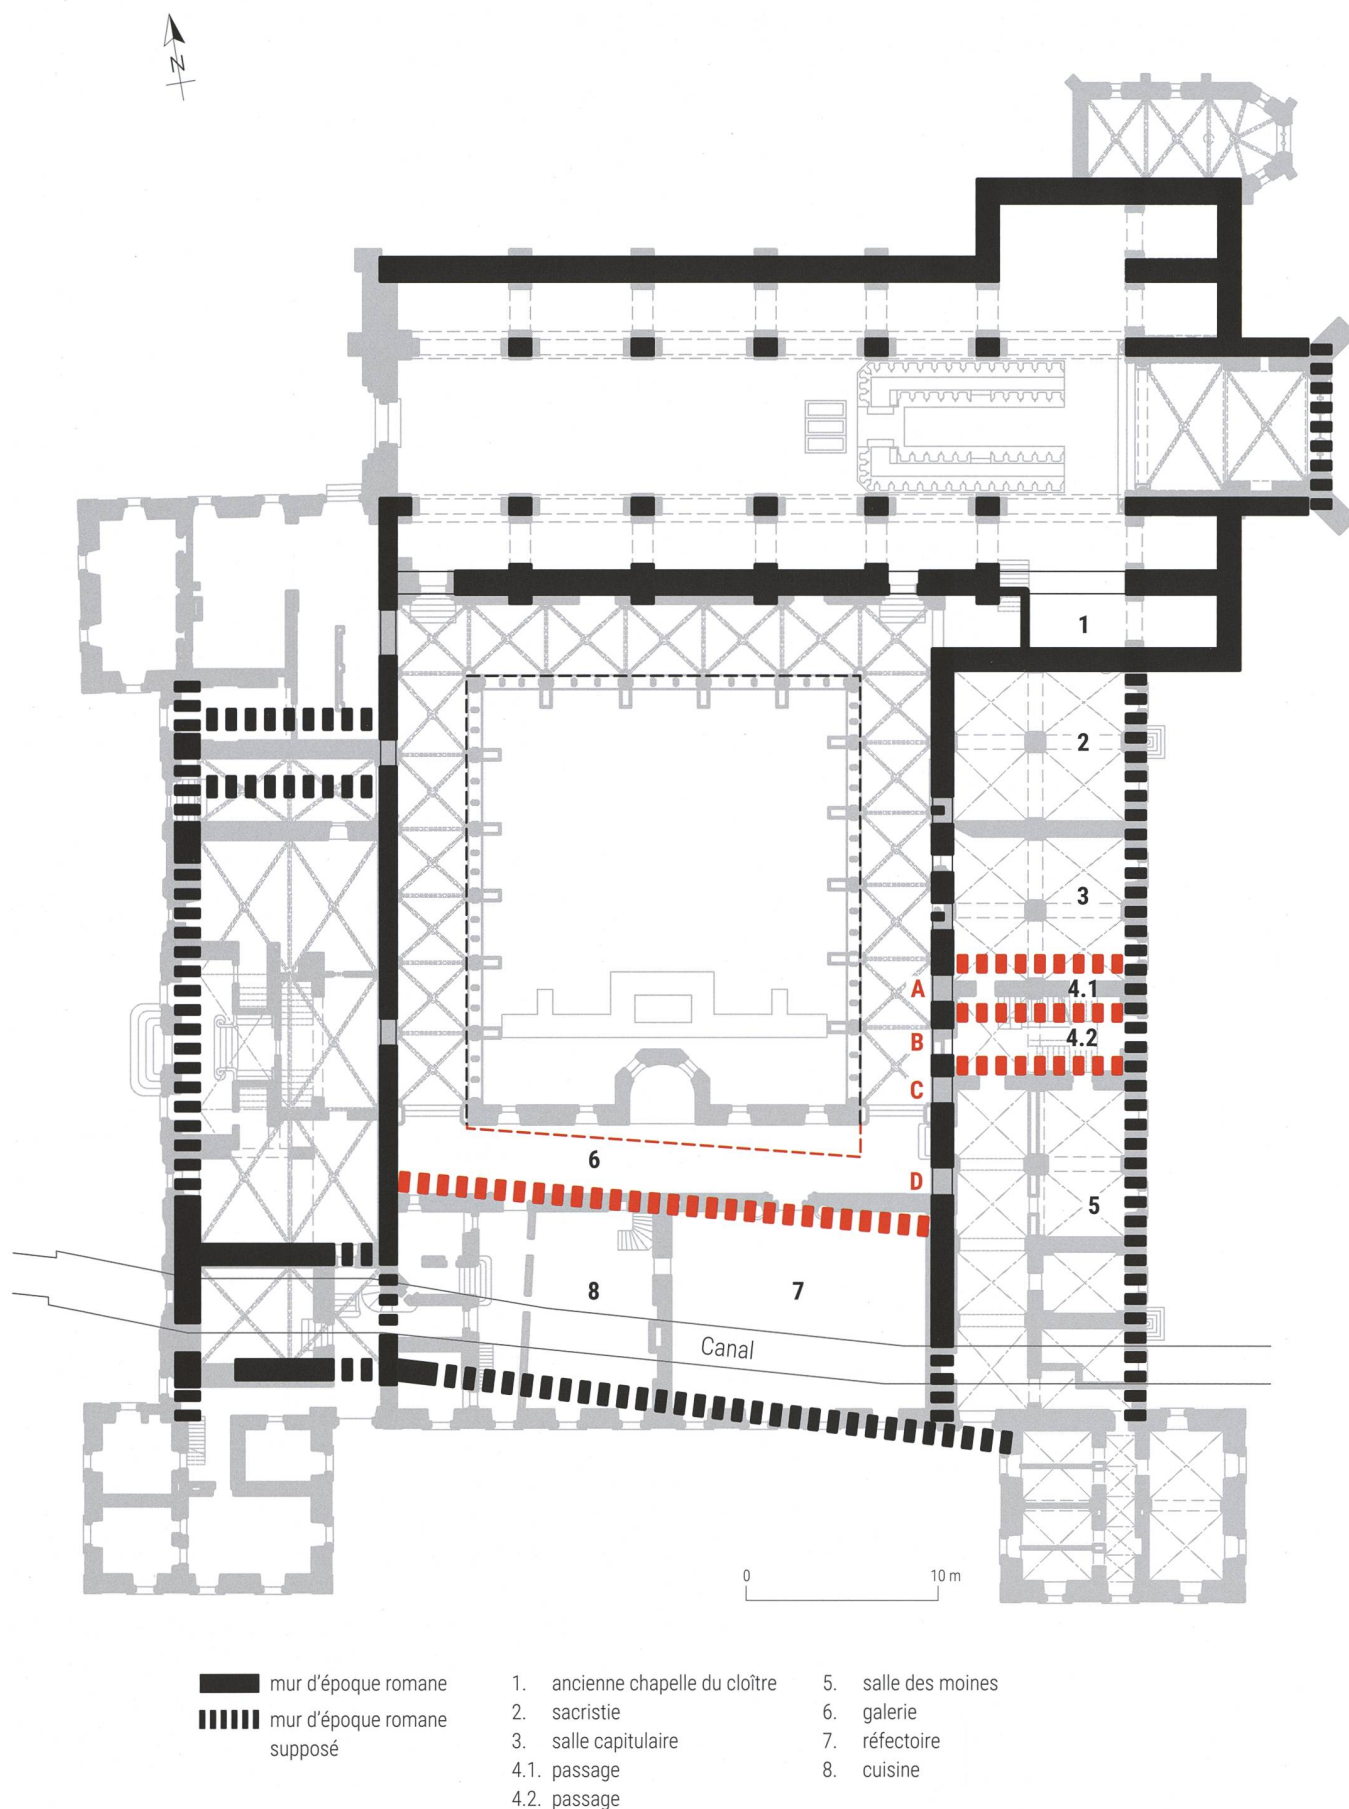 N
1
2
3
A
4.1
B
4.2
C
6
D
5
8
7
Canal
0 10 m
mur d'époque romane
mur d'époque romane
supposé
1. ancienne chapelle du cloître
2. sacristie
3. salle capitulaire
4.1. passage
4.2. passage
5. salle des moines
6. galerie
7. réfectoire
8. cuisine